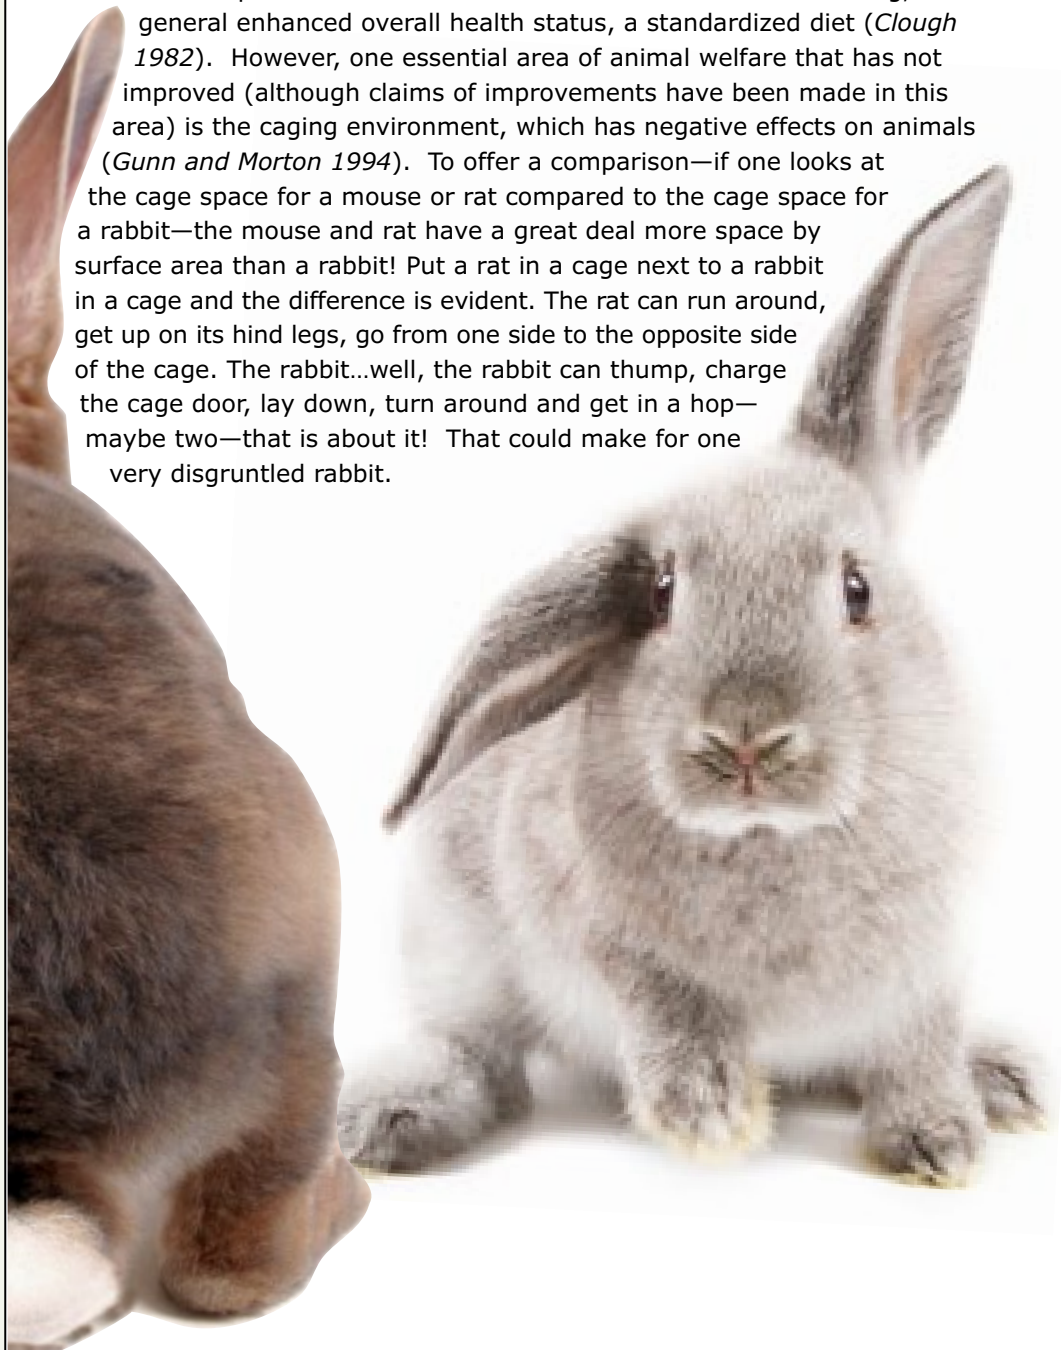 general enhanced overall health status, a standardized diet (Clough
1982).  However, one essential area of animal welfare that has not
improved (although claims of improvements have been made in this
area) is the caging environment, which has negative effects on animals
(Gunn and Morton 1994).  To offer a comparison—if one looks at
the cage space for a mouse or rat compared to the cage space for
a rabbit—the mouse and rat have a great deal more space by
surface area than a rabbit! Put a rat in a cage next to a rabbit
in a cage and the difference is evident. The rat can run around,
get up on its hind legs, go from one side to the opposite side
of the cage. The rabbit…well, the rabbit can thump, charge
the cage door, lay down, turn around and get in a hop—
maybe two—that is about it!  That could make for one
very disgruntled rabbit.